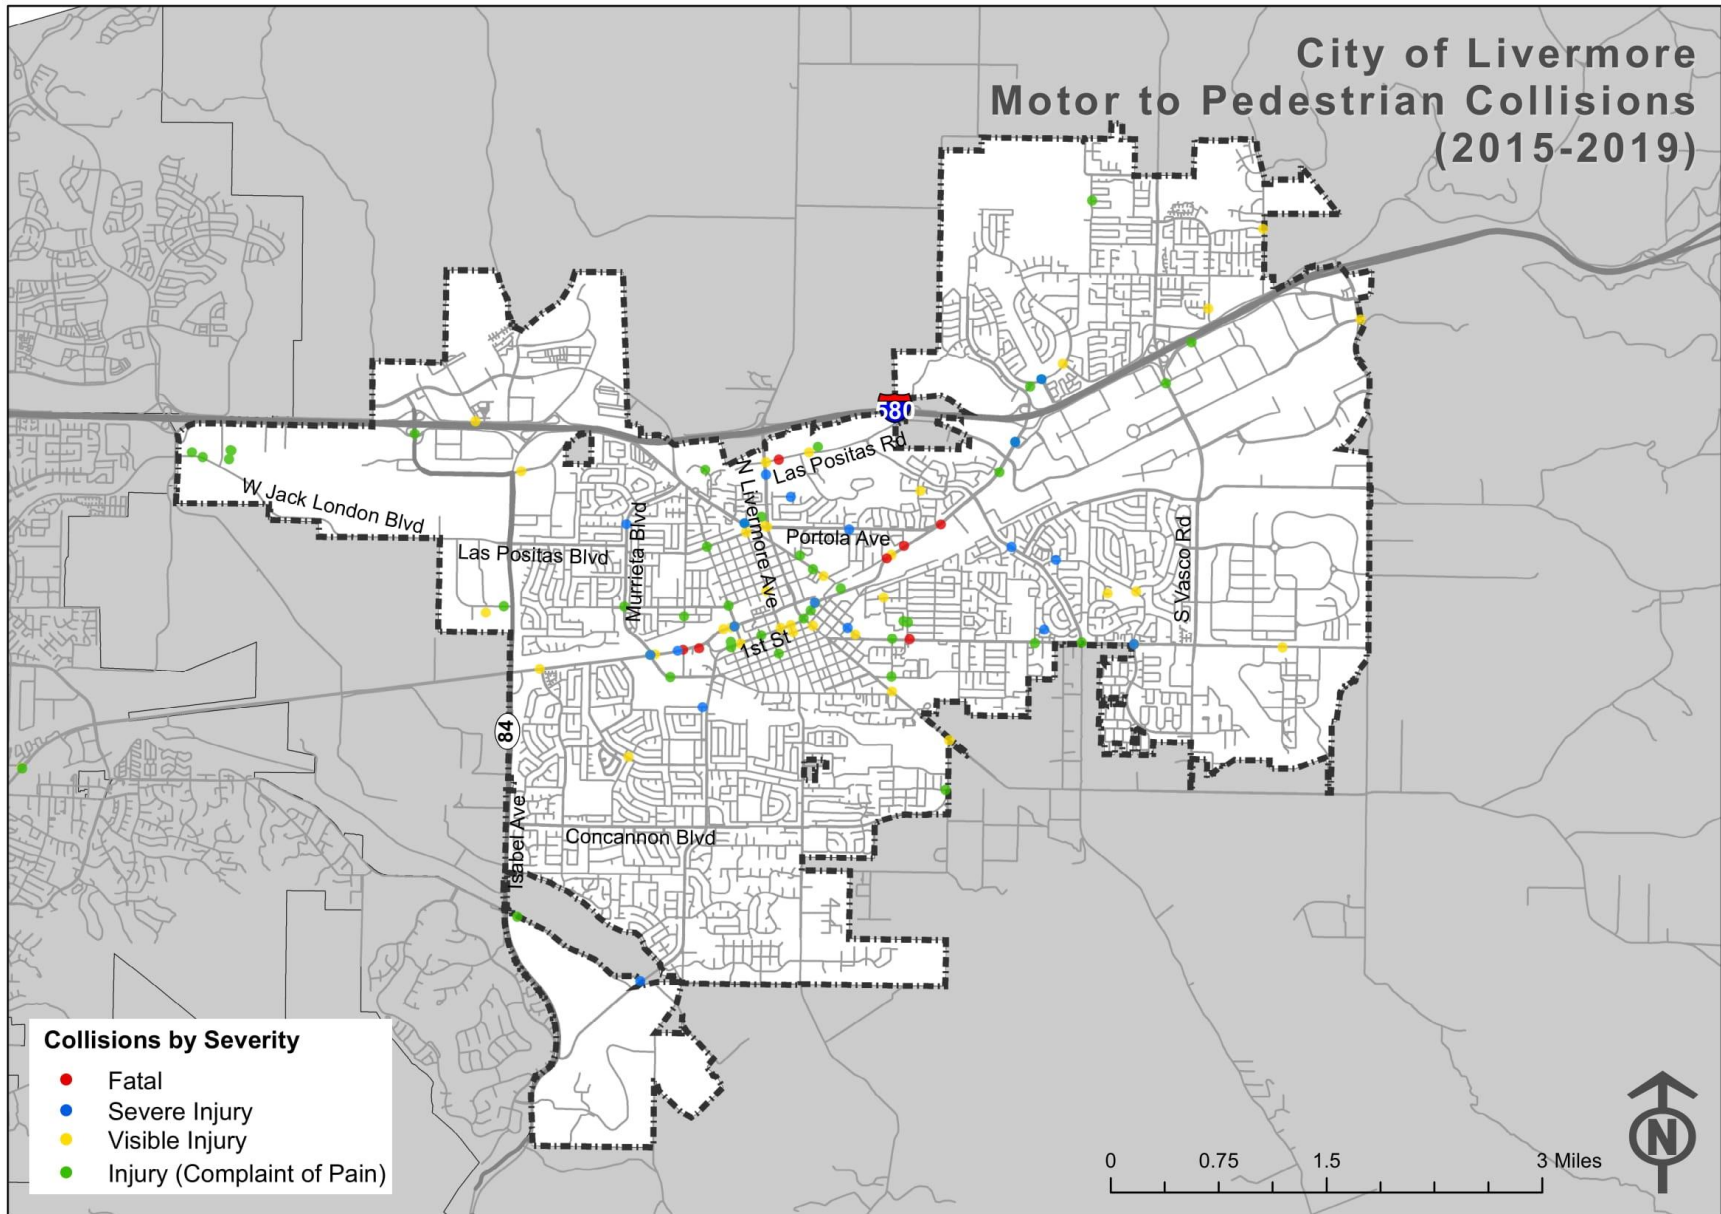 City of Livermore
Motor to Pedestrian Collisions
(2015-2019)
580
Las Positas Rd
N Livermore Ave
W Jack London Blvd
Murrieta Blvd
Portola Ave
Las Positas Blvd
S Vasco Rd
1st St
84
Isabel Ave
Concannon Blvd
Collisions by Severity
Fatal
Severe Injury
Visible Injury
Injury (Complaint of Pain)
0 0.75 1.5 3 Miles
N